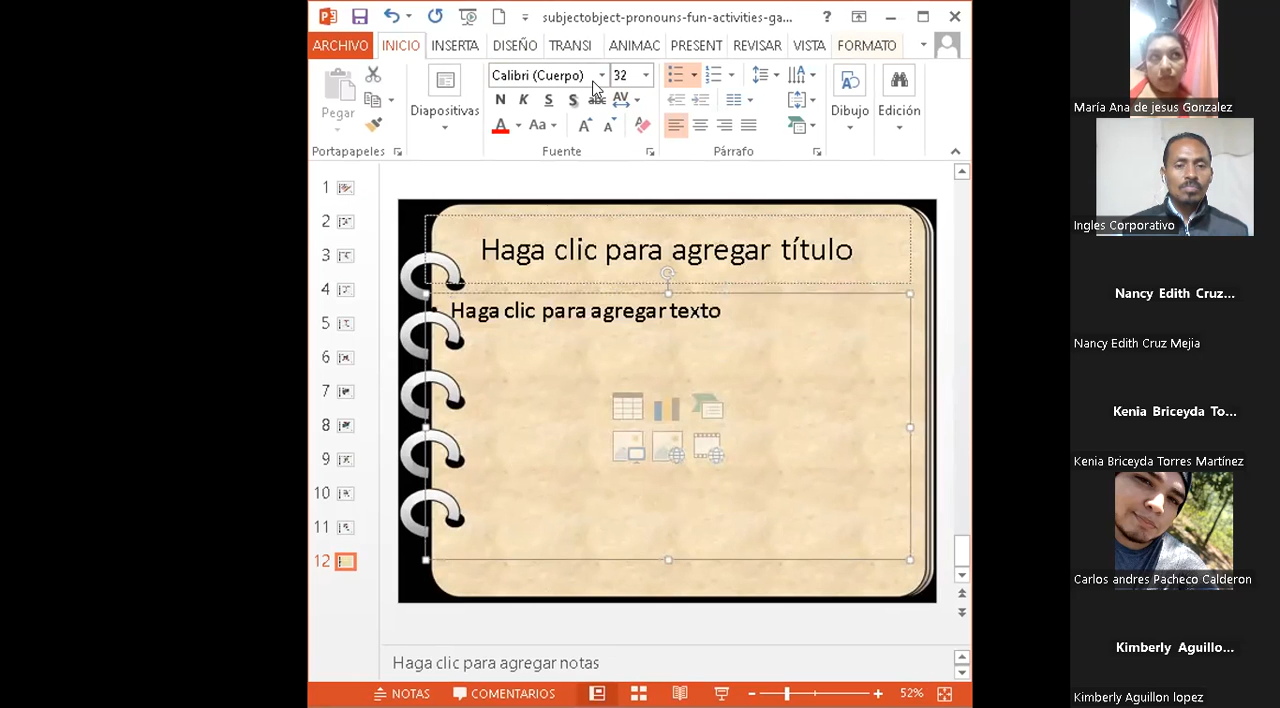 subjectobject-pronouns-fun-activities-ga...
ARCHIVO INICIO INSERTA DISEÑO TRANSI ANIMAC PRESENT REVISAR VISTA FORMATO
Calibri (Cuerpo) 32
N K S S abc AV
A Aa A A
Pegar
Diapositivas
Dibujo
Edición
Portapapeles
Fuente
Párrafo
1
2
3
4
5
6
7
8
9
10
11
12
Haga clic para agregar título
• Haga clic para agregar texto
Haga clic para agregar notas
NOTAS COMENTARIOS 52%
María Ana de jesus Gonzalez
Ingles Corporativo
Nancy Edith Cruz...
Nancy Edith Cruz Mejia
Kenia Briceyda To...
Kenia Briceyda Torres Martínez
Carlos andres Pacheco Calderon
Kimberly Aguillo...
Kimberly Aguillon lopez